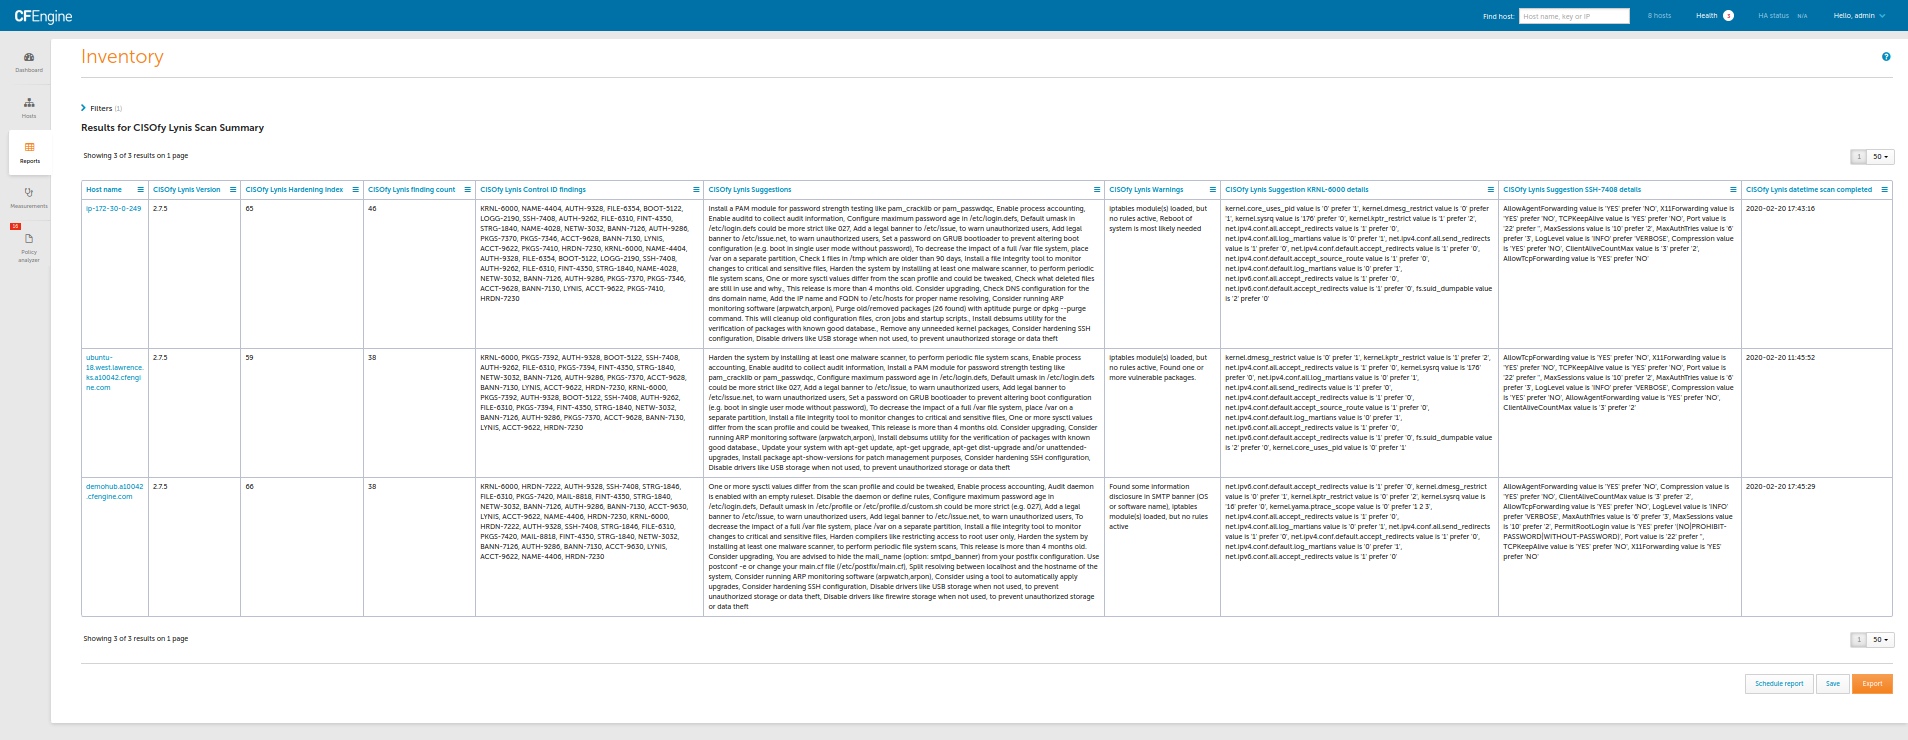 CFEngine
Find host:
Host name, key or IP
8 hosts
Health 3
HA status N/A
Hello, admin
Dashboard
Hosts
Reports
Measurements
16
Policy
analyzer
Inventory
Filters (1)
Results for CISOfy Lynis Scan Summary
Showing 3 of 3 results on 1 page
1 50
Host name
CISOfy Lynis Version
CISOfy Lynis Hardening Index
CISOfy Lynis finding count
CISOfy Lynis Control ID findings
CISOfy Lynis Suggestions
CISOfy Lynis Warnings
CISOfy Lynis Suggestion KRNL-6000 details
CISOfy Lynis Suggestion SSH-7408 details
CISOfy Lynis datetime scan completed
ip-172-30-0-249
2.7.5
65
46
KRNL-6000, NAME-4404, AUTH-9328, FILE-6354, BOOT-5122,
LOGG-2190, SSH-7408, AUTH-9262, FILE-6310, FINT-4350,
STRG-1840, NAME-4028, NETW-3032, BANN-7126, AUTH-9286,
PKGS-7370, PKGS-7346, ACCT-9628, BANN-7130, LYNIS,
ACCT-9622, PKGS-7410, HRDN-7230, KRNL-6000, NAME-4404,
AUTH-9328, FILE-6354, BOOT-5122, LOGG-2190, SSH-7408,
AUTH-9262, FILE-6310, FINT-4350, STRG-1840, NAME-4028,
NETW-3032, BANN-7126, AUTH-9286, PKGS-7370, PKGS-7346,
ACCT-9628, BANN-7130, LYNIS, ACCT-9622, PKGS-7410,
HRDN-7230
Install a PAM module for password strength testing like pam_cracklib or pam_passwdqc, Enable process accounting,
Enable auditd to collect audit information, Configure maximum password age in /etc/login.defs, Default umask in
/etc/login.defs could be more strict like 027, Add a legal banner to /etc/issue, to warn unauthorized users, Add legal
banner to /etc/issue.net, to warn unauthorized users, Set a password on GRUB bootloader to prevent altering boot
configuration (e.g. boot in single user mode without password), To decrease the impact of a full /var file system, place
/var on a separate partition, Check 1 files in /tmp which are older than 90 days, Install a file integrity tool to monitor
changes to critical and sensitive files, Harden the system by installing at least one malware scanner, to perform periodic
file system scans, One or more sysctl values differ from the scan profile and could be tweaked, Check what deleted files
are still in use and why., This release is more than 4 months old. Consider upgrading, Check DNS configuration for the
dns domain name, Add the IP name and FQDN to /etc/hosts for proper name resolving, Consider running ARP
monitoring software (arpwatch,arpon), Purge old/removed packages (26 found) with aptitude purge or dpkg --purge
command. This will cleanup old configuration files, cron jobs and startup scripts., Install debsums utility for the
verification of packages with known good database., Remove any unneeded kernel packages, Consider hardening SSH
configuration, Disable drivers like USB storage when not used, to prevent unauthorized storage or data theft
iptables module(s) loaded, but
no rules active, Reboot of
system is most likely needed
kernel.core_uses_pid value is '0' prefer '1', kernel.dmesg_restrict value is '0' prefer
'1', kernel.sysrq value is '176' prefer '0', kernel.kptr_restrict value is '1' prefer '2',
net.ipv4.conf.all.accept_redirects value is '1' prefer '0',
net.ipv4.conf.all.log_martians value is '0' prefer '1', net.ipv4.conf.all.send_redirects
value is '1' prefer '0', net.ipv4.conf.default.accept_redirects value is '1' prefer '0',
net.ipv4.conf.default.accept_source_route value is '1' prefer '0',
net.ipv4.conf.default.log_martians value is '0' prefer '1',
net.ipv6.conf.all.accept_redirects value is '1' prefer '0',
net.ipv6.conf.default.accept_redirects value is '1' prefer '0', fs.suid_dumpable value
is '2' prefer '0'
AllowAgentForwarding value is 'YES' prefer 'NO', X11Forwarding value is
'YES' prefer 'NO', TCPKeepAlive value is 'YES' prefer 'NO', Port value is
'22' prefer '', MaxSessions value is '10' prefer '2', MaxAuthTries value is '6'
prefer '3', LogLevel value is 'INFO' prefer 'VERBOSE', Compression value
is 'YES' prefer 'NO', ClientAliveCountMax value is '3' prefer '2',
AllowTcpForwarding value is 'YES' prefer 'NO'
2020-02-20 17:43:16
ubuntu-
18.west.lawrence.
ks.a10042.cfengi
ne.com
2.7.5
59
38
KRNL-6000, PKGS-7392, AUTH-9328, BOOT-5122, SSH-7408,
AUTH-9262, FILE-6310, PKGS-7394, FINT-4350, STRG-1840,
NETW-3032, BANN-7126, AUTH-9286, PKGS-7370, ACCT-9628,
BANN-7130, LYNIS, ACCT-9622, HRDN-7230, KRNL-6000,
PKGS-7392, AUTH-9328, BOOT-5122, SSH-7408, AUTH-9262,
FILE-6310, PKGS-7394, FINT-4350, STRG-1840, NETW-3032,
BANN-7126, AUTH-9286, PKGS-7370, ACCT-9628, BANN-7130,
LYNIS, ACCT-9622, HRDN-7230
Harden the system by installing at least one malware scanner, to perform periodic file system scans, Enable process
accounting, Enable auditd to collect audit information, Install a PAM module for password strength testing like
pam_cracklib or pam_passwdqc, Configure maximum password age in /etc/login.defs, Default umask in /etc/login.defs
could be more strict like 027, Add a legal banner to /etc/issue, to warn unauthorized users, Add legal banner to
/etc/issue.net, to warn unauthorized users, Set a password on GRUB bootloader to prevent altering boot configuration
(e.g. boot in single user mode without password), To decrease the impact of a full /var file system, place /var on a separate
partition, Install a file integrity tool to monitor changes to critical and sensitive files, One or more sysctl values
differ from the scan profile and could be tweaked, This release is more than 4 months old. Consider upgrading, Consider
running ARP monitoring software (arpwatch,arpon), Install debsums utility for the verification of packages with known
good database., Update your system with apt-get update, apt-get upgrade, apt-get dist-upgrade and/or unattended-
upgrades, Install package apt-show-versions for patch management purposes, Consider hardening SSH configuration,
Disable drivers like USB storage when not used, to prevent unauthorized storage or data theft
iptables module(s) loaded, but
no rules active, Found one or
more vulnerable packages.
kernel.dmesg_restrict value is '0' prefer '1', kernel.kptr_restrict value is '1' prefer '2',
net.ipv4.conf.all.accept_redirects value is '1' prefer '0', kernel.sysrq value is '176'
prefer '0', net.ipv4.conf.all.log_martians value is '0' prefer '1',
net.ipv4.conf.all.send_redirects value is '1' prefer '0',
net.ipv4.conf.default.accept_redirects value is '1' prefer '0',
net.ipv4.conf.default.accept_source_route value is '1' prefer '0',
net.ipv4.conf.default.log_martians value is '0' prefer '1',
net.ipv6.conf.all.accept_redirects value is '1' prefer '0',
net.ipv6.conf.default.accept_redirects value is '1' prefer '0', fs.suid_dumpable value
is '2' prefer '0', kernel.core_uses_pid value is '0' prefer '1'
AllowTcpForwarding value is 'YES' prefer 'NO', X11Forwarding value is
'YES' prefer 'NO', TCPKeepAlive value is 'YES' prefer 'NO', Port value is
'22' prefer '', MaxSessions value is '10' prefer '2', MaxAuthTries value is '6'
prefer '3', LogLevel value is 'INFO' prefer 'VERBOSE', Compression value
is 'YES' prefer 'NO', AllowAgentForwarding value is 'YES' prefer 'NO',
ClientAliveCountMax value is '3' prefer '2'
2020-02-20 11:45:52
demohub.a10042
.cfengine.com
2.7.5
66
38
KRNL-6000, HRDN-7222, AUTH-9328, SSH-7408, STRG-1846,
FILE-6310, PKGS-7420, MAIL-8818, FINT-4350, STRG-1840,
NETW-3032, BANN-7126, AUTH-9286, BANN-7130, ACCT-9630,
LYNIS, ACCT-9622, NAME-4406, HRDN-7230, KRNL-6000,
HRDN-7222, AUTH-9328, SSH-7408, STRG-1846, FILE-6310,
PKGS-7420, MAIL-8818, FINT-4350, STRG-1840, NETW-3032,
BANN-7126, AUTH-9286, BANN-7130, ACCT-9630, LYNIS,
ACCT-9622, NAME-4406, HRDN-7230
One or more sysctl values differ from the scan profile and could be tweaked, Enable process accounting, Audit daemon
is enabled with an empty ruleset. Disable the daemon or define rules, Configure maximum password age in
/etc/login.defs, Default umask in /etc/profile or /etc/profile.d/custom.sh could be more strict (e.g. 027), Add a legal
banner to /etc/issue, to warn unauthorized users, Add legal banner to /etc/issue.net, to warn unauthorized users, To
decrease the impact of a full /var file system, place /var on a separate partition, Install a file integrity tool to monitor
changes to critical and sensitive files, Harden compilers like restricting access to root user only, Harden the system by
installing at least one malware scanner, to perform periodic file system scans, This release is more than 4 months old.
Consider upgrading, You are advised to hide the mail_name (option: smtpd_banner) from your postfix configuration. Use
postconf -e or change your main.cf file (/etc/postfix/main.cf), Split resolving between localhost and the hostname of the
system, Consider running ARP monitoring software (arpwatch,arpon), Consider using a tool to automatically apply
upgrades, Consider hardening SSH configuration, Disable drivers like USB storage when not used, to prevent
unauthorized storage or data theft, Disable drivers like firewire storage when not used, to prevent unauthorized storage
or data theft
Found some information
disclosure in SMTP banner (OS
or software name), iptables
module(s) loaded, but no rules
active
net.ipv6.conf.default.accept_redirects value is '1' prefer '0', kernel.dmesg_restrict
value is '0' prefer '1', kernel.kptr_restrict value is '0' prefer '2', kernel.sysrq value is
'16' prefer '0', kernel.yama.ptrace_scope value is '0' prefer '1 2 3',
net.ipv4.conf.all.accept_redirects value is '1' prefer '0',
net.ipv4.conf.all.log_martians value is '0' prefer '1', net.ipv4.conf.all.send_redirects
value is '1' prefer '0', net.ipv4.conf.default.accept_redirects value is '1' prefer '0',
net.ipv4.conf.default.log_martians value is '0' prefer '1',
net.ipv6.conf.all.accept_redirects value is '1' prefer '0'
AllowAgentForwarding value is 'YES' prefer 'NO', Compression value is
'YES' prefer 'NO', ClientAliveCountMax value is '3' prefer '2',
AllowTcpForwarding value is 'YES' prefer 'NO', LogLevel value is 'INFO'
prefer 'VERBOSE', MaxAuthTries value is '6' prefer '3', MaxSessions value
is '10' prefer '2', PermitRootLogin value is 'YES' prefer '(NO|PROHIBIT-
PASSWORD|WITHOUT-PASSWORD)', Port value is '22' prefer '',
TCPKeepAlive value is 'YES' prefer 'NO', X11Forwarding value is 'YES'
prefer 'NO'
2020-02-20 17:45:29
Showing 3 of 3 results on 1 page
1 50
Schedule report
Save
Export